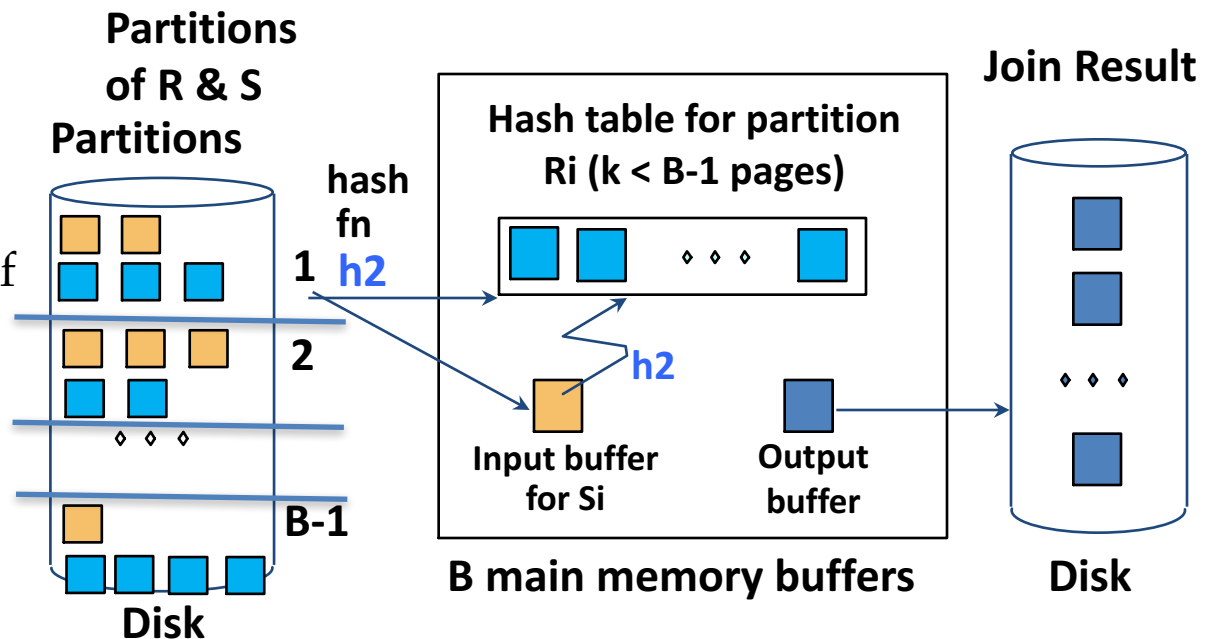 Partitions
of R & S
Partitions
f
hash
fn
h2
1
2
B-1
Disk
Hash table for partition
Ri (k < B-1 pages)
h2
Input buffer
for Si
Output
buffer
B main memory buffers
Join Result
Disk